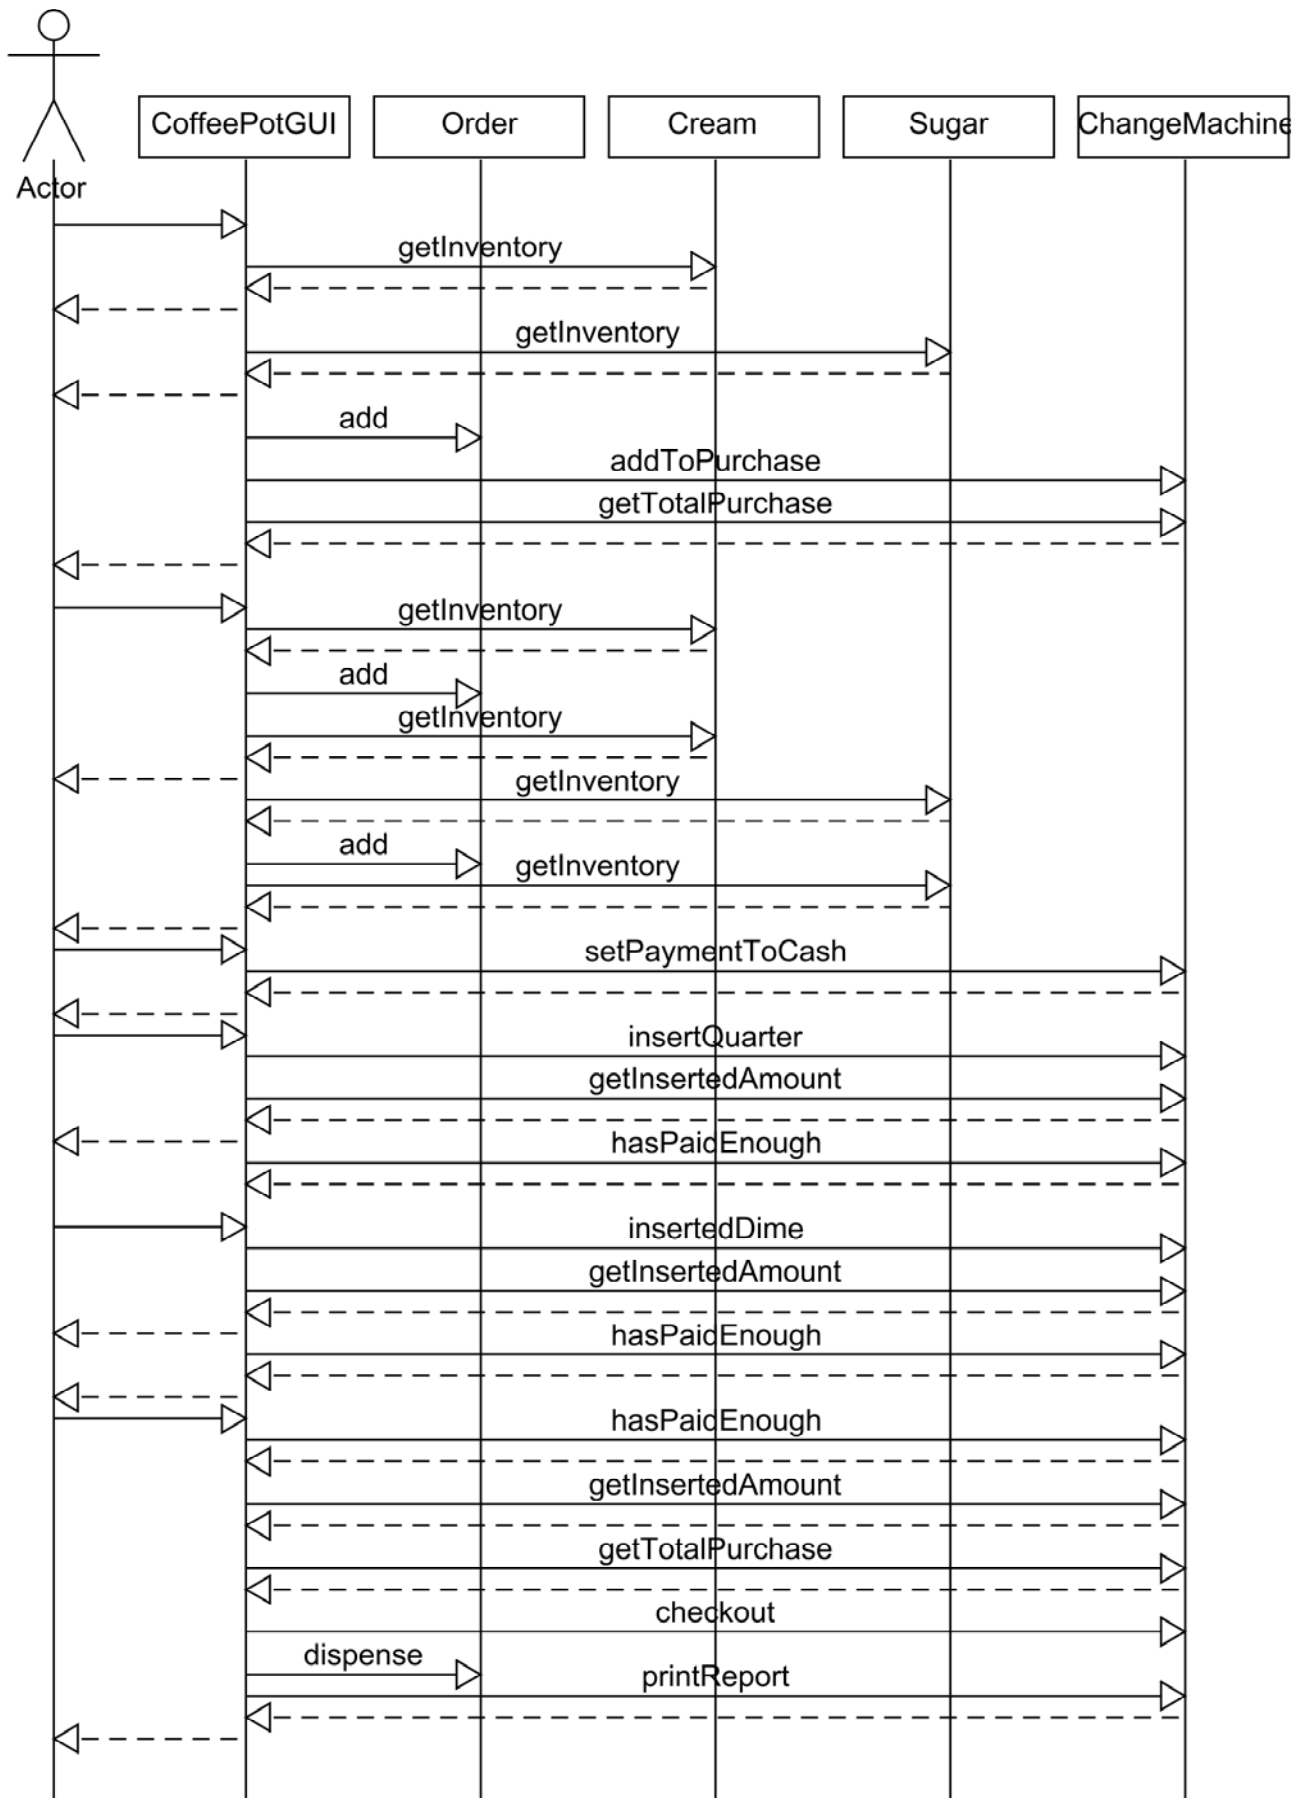 CoffeePotGUI
Order
Cream
Sugar
ChangeMachine
Actor
getInventory
getInventory
add
addToPurchase
getTotalPurchase
getInventory
add
getInventory
getInventory
add
getInventory
setPaymentToCash
insertQuarter
getInsertedAmount
hasPaidEnough
insertedDime
getInsertedAmount
hasPaidEnough
hasPaidEnough
getInsertedAmount
getTotalPurchase
checkout
dispense
printReport